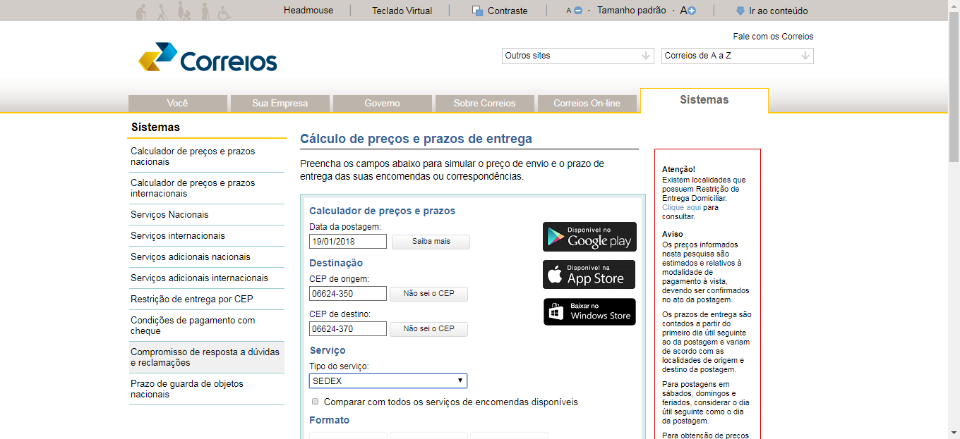 Headmouse
Teclado Virtual
Contraste
A - Tamanho padrão - A
Ir ao conteúdo
Fale com os Correios
Correios
Outros sites
Correios de A a Z
Você
Sua Empresa
Governo
Sobre Correios
Correios On-line
Sistemas
Sistemas
Calculador de preços e prazos
nacionais
Calculador de preços e prazos
internacionais
Serviços Nacionais
Serviços internacionais
Serviços adicionais nacionais
Serviços adicionais internacionais
Restrição de entrega por CEP
Condições de pagamento com
cheque
Compromisso de resposta a dúvidas
e reclamações
Prazo de guarda de objetos
nacionais
Cálculo de preços e prazos de entrega
Preencha os campos abaixo para simular o preço de envio e o prazo de
entrega das suas encomendas ou correspondências.
Calculador de preços e prazos
Data da postagem:
19/01/2018
Saiba mais
Destinação
CEP de origem:
06624-350
Não sei o CEP
CEP de destino:
06624-370
Não sei o CEP
Serviço
Tipo do serviço:
SEDEX
Comparar com todos os serviços de encomendas disponíveis
Formato
Disponível no
Google play
Disponível na
App Store
Baixar no
Windows Store
Atenção!
Existem localidades que
possuem Restrição de
Entrega Domiciliar.
Clique aqui para
consultar.
Aviso
Os preços informados
nesta pesquisa são
estimados e relativos à
modalidade de
pagamento à vista,
devendo ser confirmados
no ato da postagem.
Os prazos de entrega são
contados a partir do
primeiro dia útil seguinte
ao da postagem e variam
de acordo com as
localidades de origem e
destino da postagem.
Para postagens em
sábados, domingos e
feriados, considerar o dia
útil seguinte como o dia
da postagem.
Para obtenção de preços